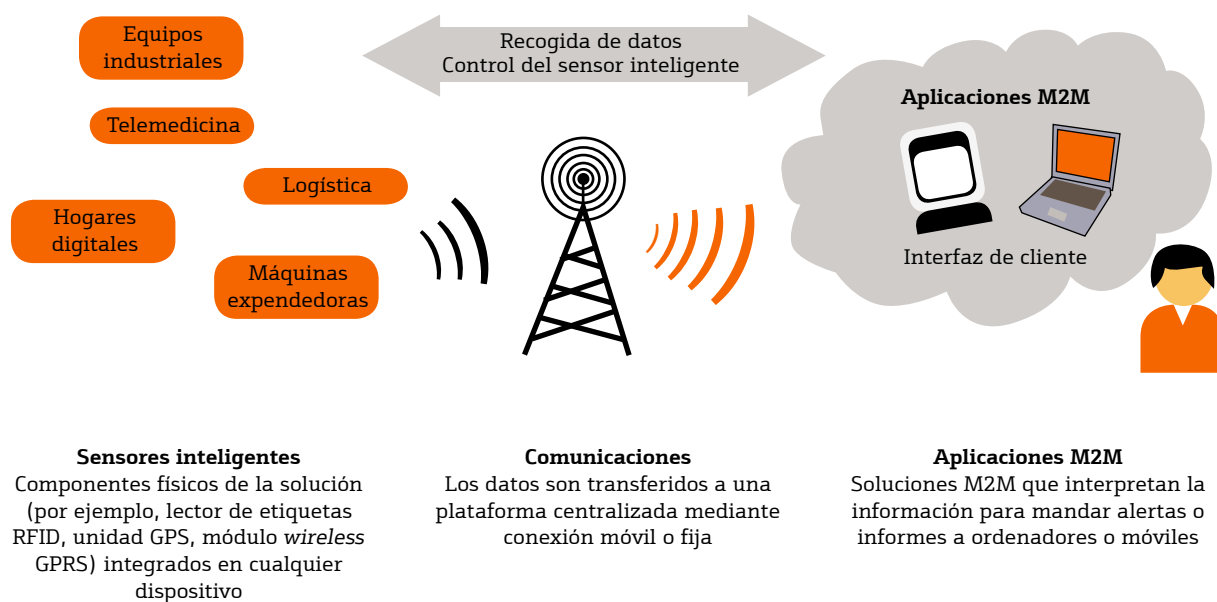 Equipos
industriales
Telemedicina
Logística
Hogares
digitales
Máquinas
expendedoras
Recogida de datos
Control del sensor inteligente
Aplicaciones M2M
Interfaz de cliente
Sensores inteligentes
Componentes físicos de la solución
(por ejemplo, lector de etiquetas
RFID, unidad GPS, módulo wireless
GPRS) integrados en cualquier
dispositivo
Comunicaciones
Los datos son transferidos a una
plataforma centralizada mediante
conexión móvil o fija
Aplicaciones M2M
Soluciones M2M que interpretan la
información para mandar alertas o
informes a ordenadores o móviles